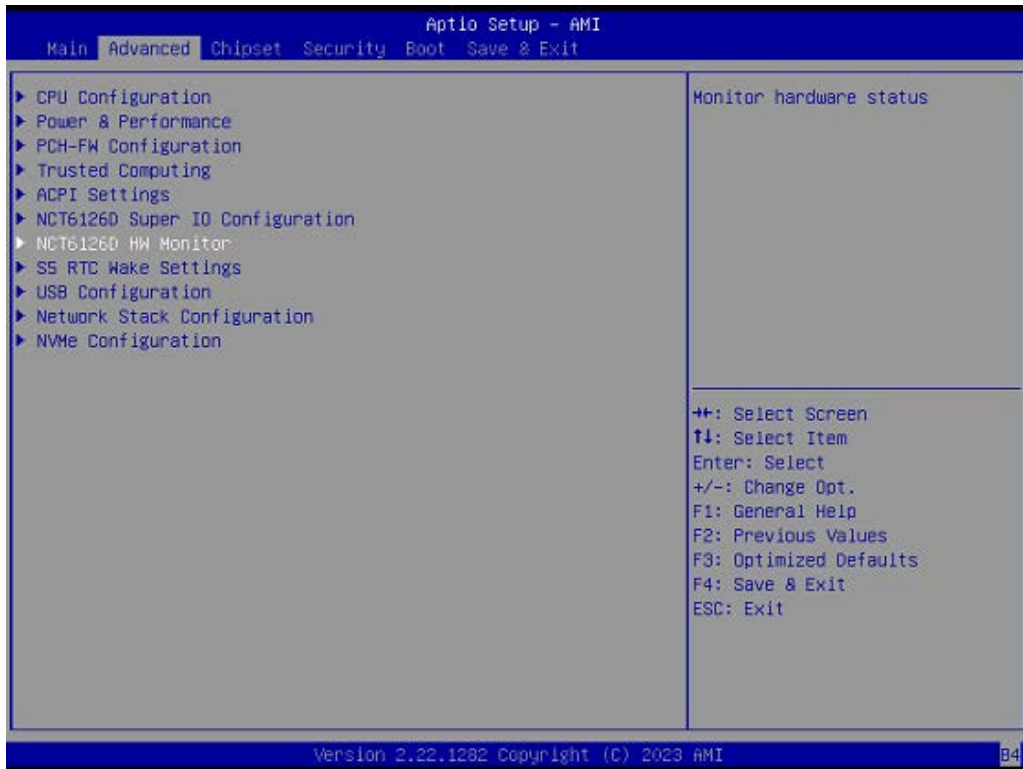 Aptio Setup - AMI
Main Advanced Chipset Security Boot Save & Exit
CPU Configuration
Power & Performance
PCH-FW Configuration
Trusted Computing
ACPI Settings
NCT6126D Super IO Configuration
NCT6126D HW Monitor
S5 RTC Wake Settings
USB Configuration
Network Stack Configuration
NVMe Configuration
Monitor hardware status
→←: Select Screen
↑↓: Select Item
Enter: Select
+/-: Change Opt.
F1: General Help
F2: Previous Values
F3: Optimized Defaults
F4: Save & Exit
ESC: Exit
Version 2.22.1282 Copyright (C) 2023 AMI
B4